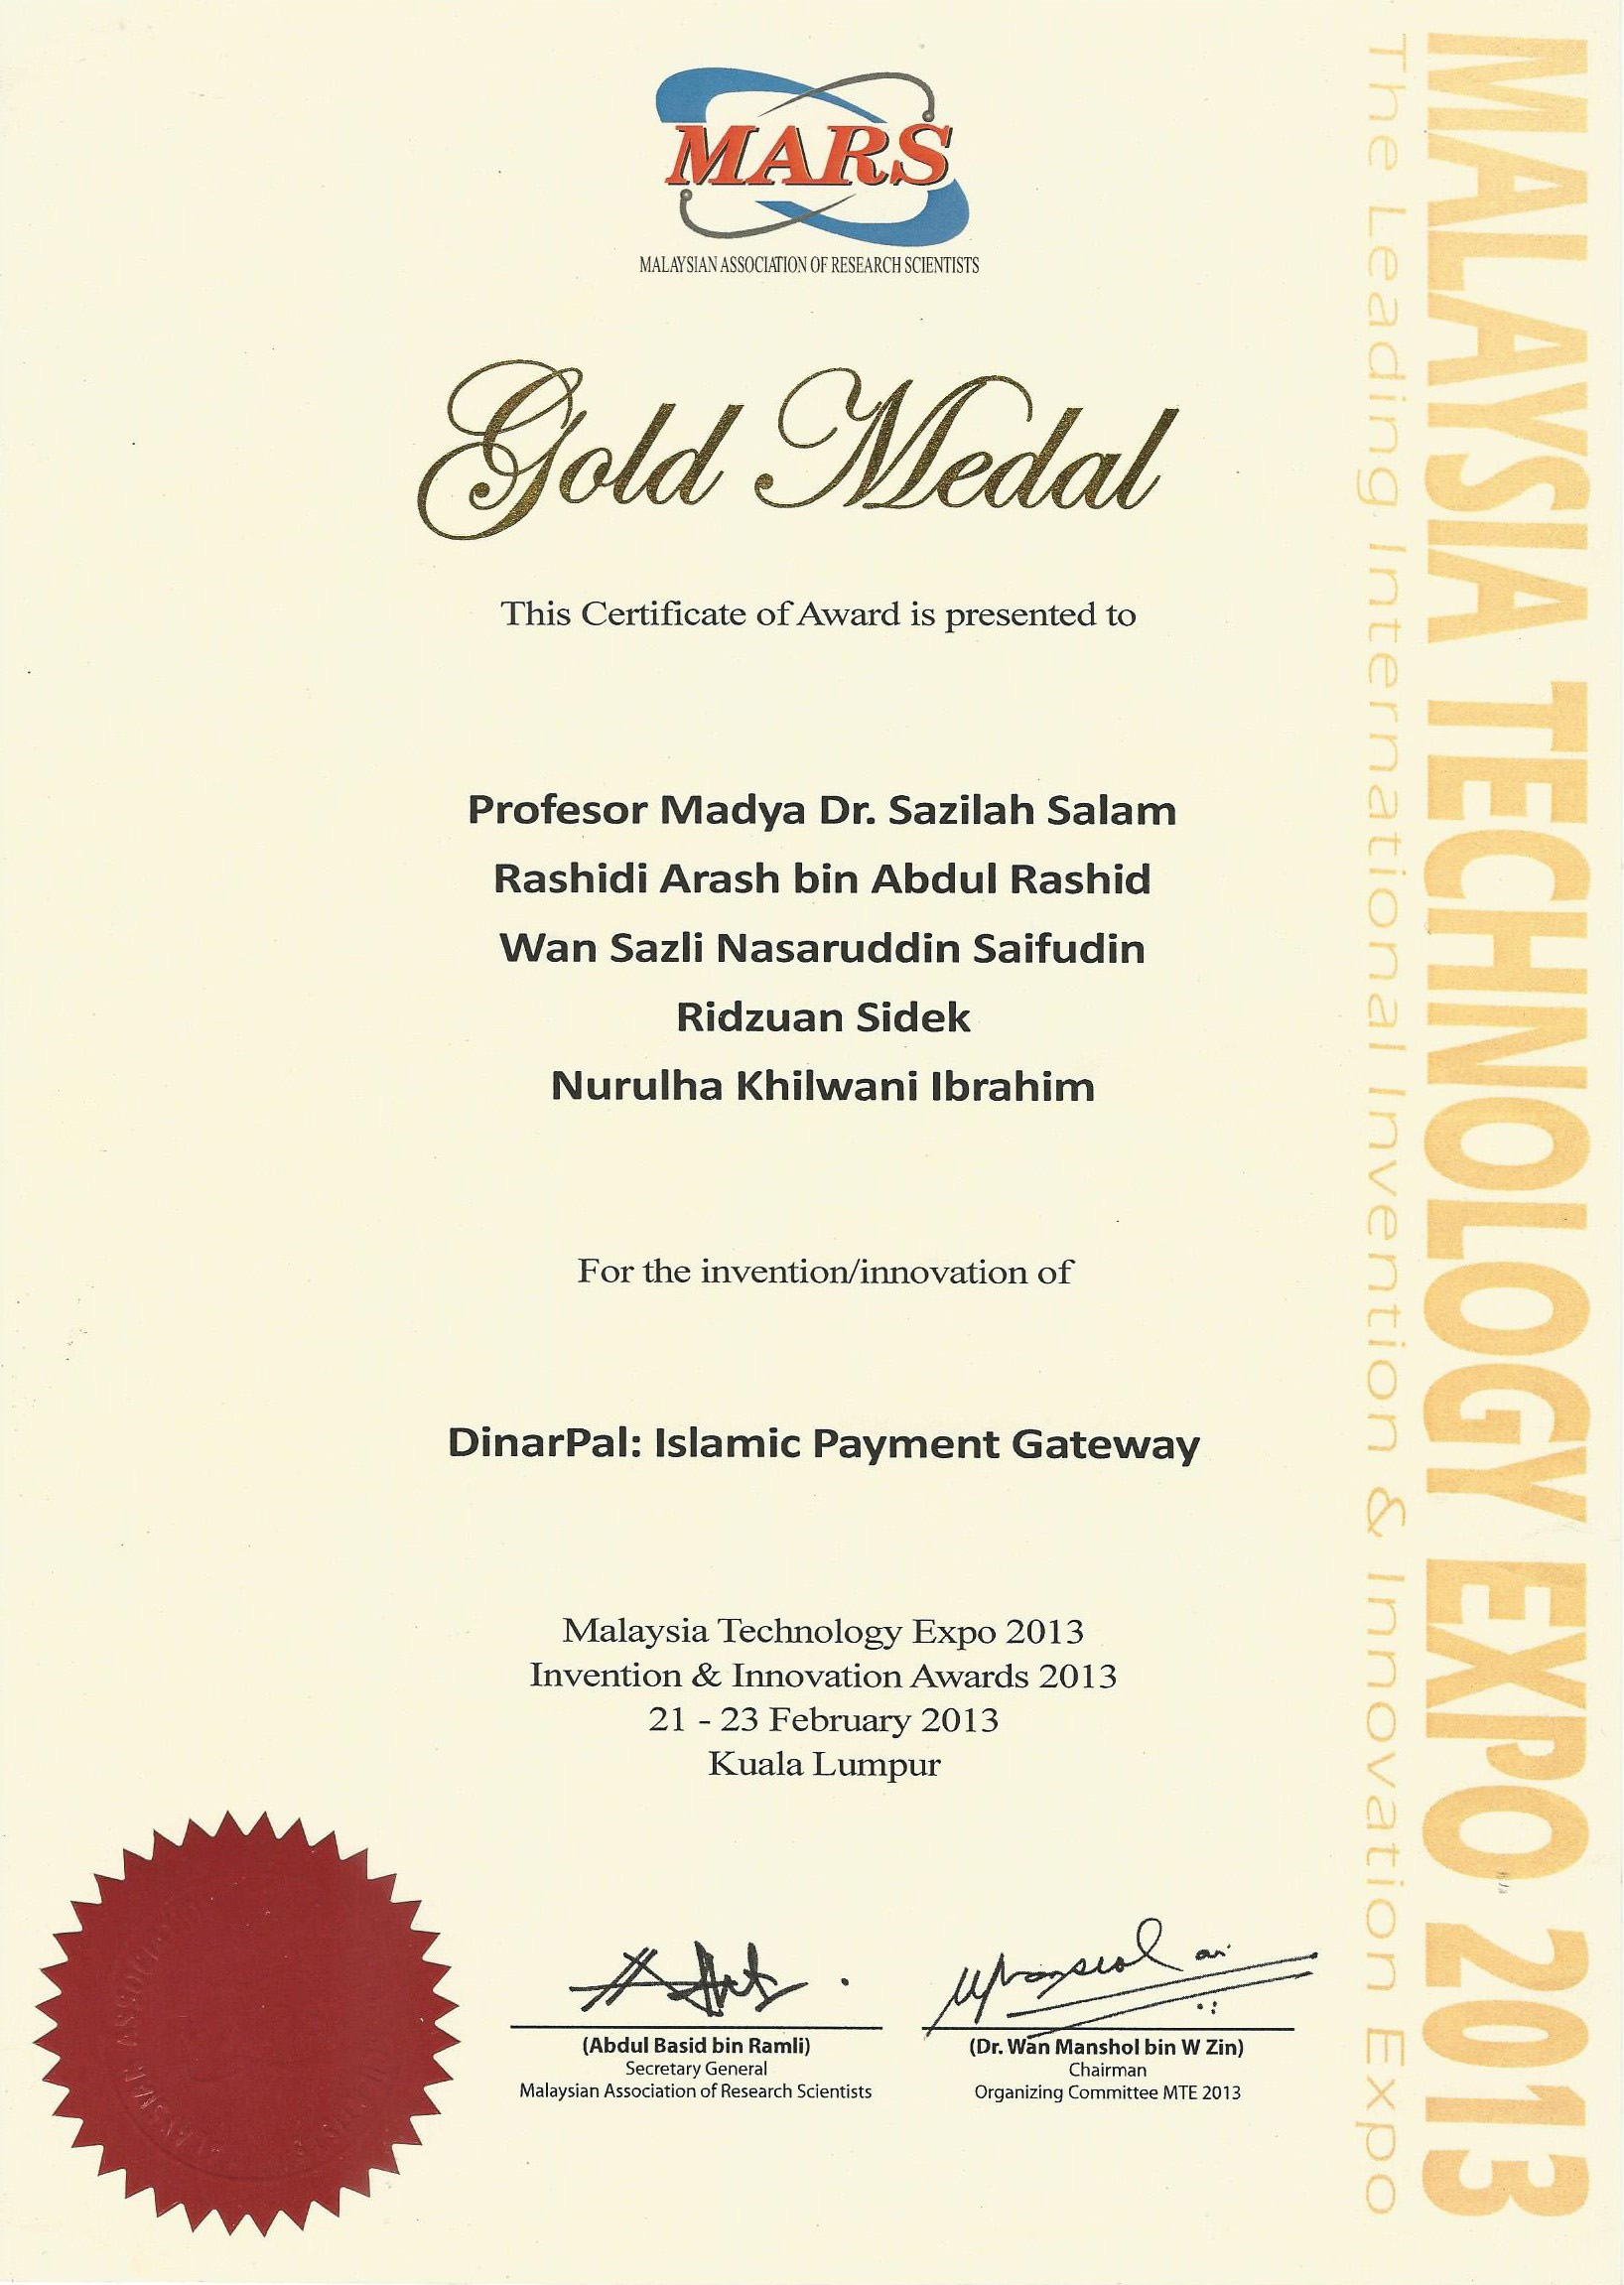 MARS
MALAYSIAN ASSOCIATION OF RESEARCH SCIENTISTS
Gold Medal
This Certificate of Award is presented to
Profesor Madya Dr. Sazilah Salam
Rashidi Arash bin Abdul Rashid
Wan Sazli Nasaruddin Saifudin
Ridzuan Sidek
Nurulha Khilwani Ibrahim
For the invention/innovation of
DinarPal: Islamic Payment Gateway
Malaysia Technology Expo 2013
Invention & Innovation Awards 2013
21 - 23 February 2013
Kuala Lumpur
(Abdul Basid bin Ramli)
Secretary General
Malaysian Association of Research Scientists
(Dr. Wan Manshol bin W Zin)
Chairman
Organizing Committee MTE 2013
MALAYSIA TECHNOLOGY EXPO 2013
The Leading International Invention & Innovation Expo